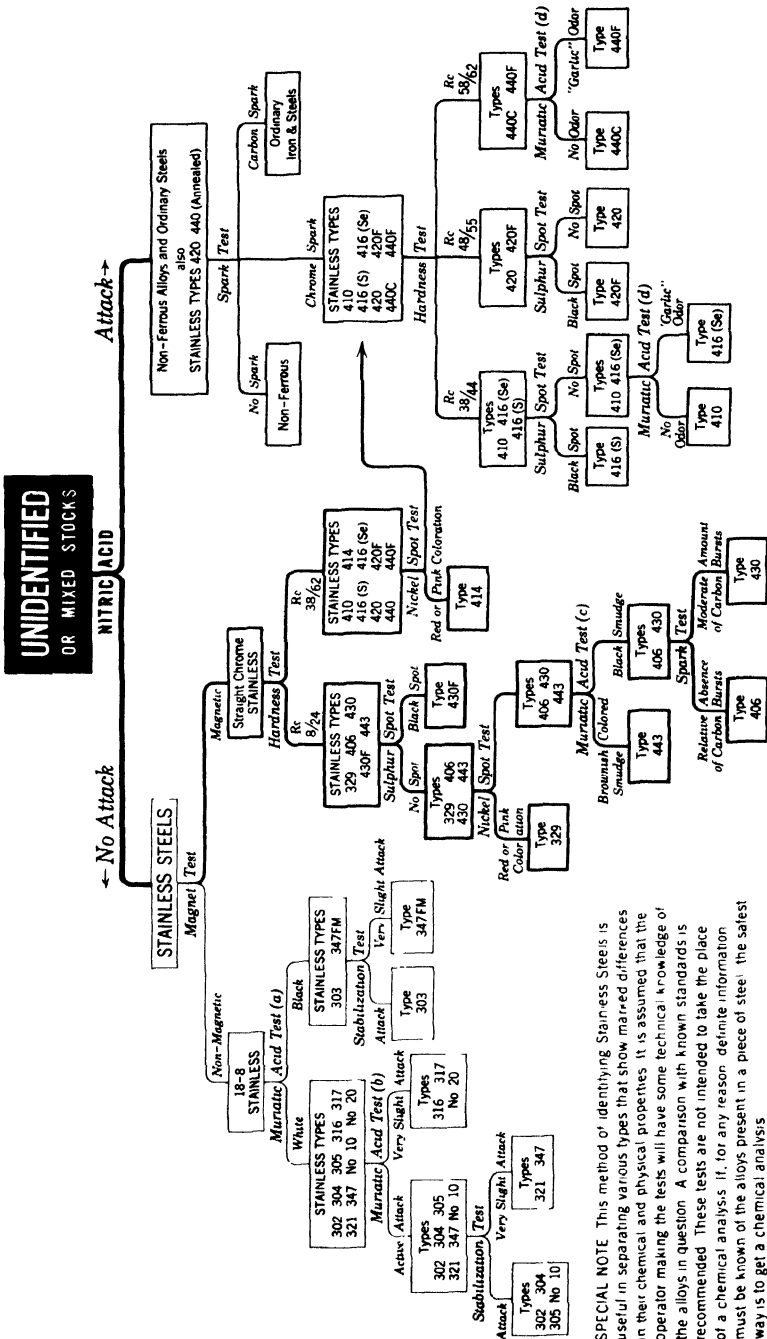 UNIDENTIFIED
OR MIXED STOCKS
NITRIC ACID
← No Attack
Attack →
STAINLESS STEELS
Magnet Test
Non-Magnetic
Magnetic
18-8
STAINLESS
Muriatic Acid Test (a)
White
Black
STAINLESS TYPES
302 304 305 316 317
321 347 No 10 No 20
Muriatic Acid Test (b)
Active Attack
Very Slight Attack
Types
302 304 305
321 347 No 10
Types
316 317
No 20
Stabilization Test
Attack
Very Slight Attack
Types
302 304
305 No 10
Types
321 347
STAINLESS TYPES
303 347FM
Stabilization Test
Attack
Very Slight Attack
Type
303
Type
347FM
Straight Chrome
STAINLESS
Hardness Test
Rc
8/24
Rc
38/62
STAINLESS TYPES
329 406 430
430F 443
Sulphur Spot Test
No Spot
Black Spot
Types
329 406
430 443
Type
430F
Nickel Spot Test
Red or Pink
Coloration
Type
329
Types
406 430
443
Muriatic Acid Test (c)
Brownish Colored
Smudge
Black Smudge
Type
443
Types
406 430
Spark Test
Relative Absence
of Carbon Bursts
Moderate Amount
of Carbon Bursts
Type
406
Type
430
STAINLESS TYPES
410 414
416 (S) 416 (Se)
420 420F
440 440F
Nickel Spot Test
Red or Pink Coloration
Type
414
Non-Ferrous Alloys and Ordinary Steels
also
STAINLESS TYPES 420 440 (Annealed)
Spark Test
No Spark
Chrome Spark
Carbon Spark
Non-Ferrous
Ordinary
Iron & Steels
STAINLESS TYPES
410
416 (S) 416 (Se)
420 420F
440C 440F
Hardness Test
Rc
38/44
Rc
48/55
Rc
58/62
Types
410 416 (Se)
416 (S)
Sulphur Spot Test
Black Spot
No Spot
Type
416 (S)
Types
410 416 (Se)
Muriatic Acid Test (d)
No
Odor
"Garlic"
Odor
Type
410
Type
416 (Se)
Types
420 420F
Sulphur Spot Test
Black Spot
No Spot
Type
420F
Type
420
Types
440C 440F
Muriatic Acid Test (d)
No Odor
"Garlic" Odor
Type
440C
Type
440F
SPECIAL NOTE This method of identifying Stainless Steels is
useful in separating various types that show marked differences
in their chemical and physical properties It is assumed that the
operator making the tests will have some technical knowledge of
the alloys in question A comparison with known standards is
recommended These tests are not intended to take the place
of a chemical analysis If, for any reason definite information
must be known of the alloys present in a piece of steel the safest
way is to get a chemical analysis